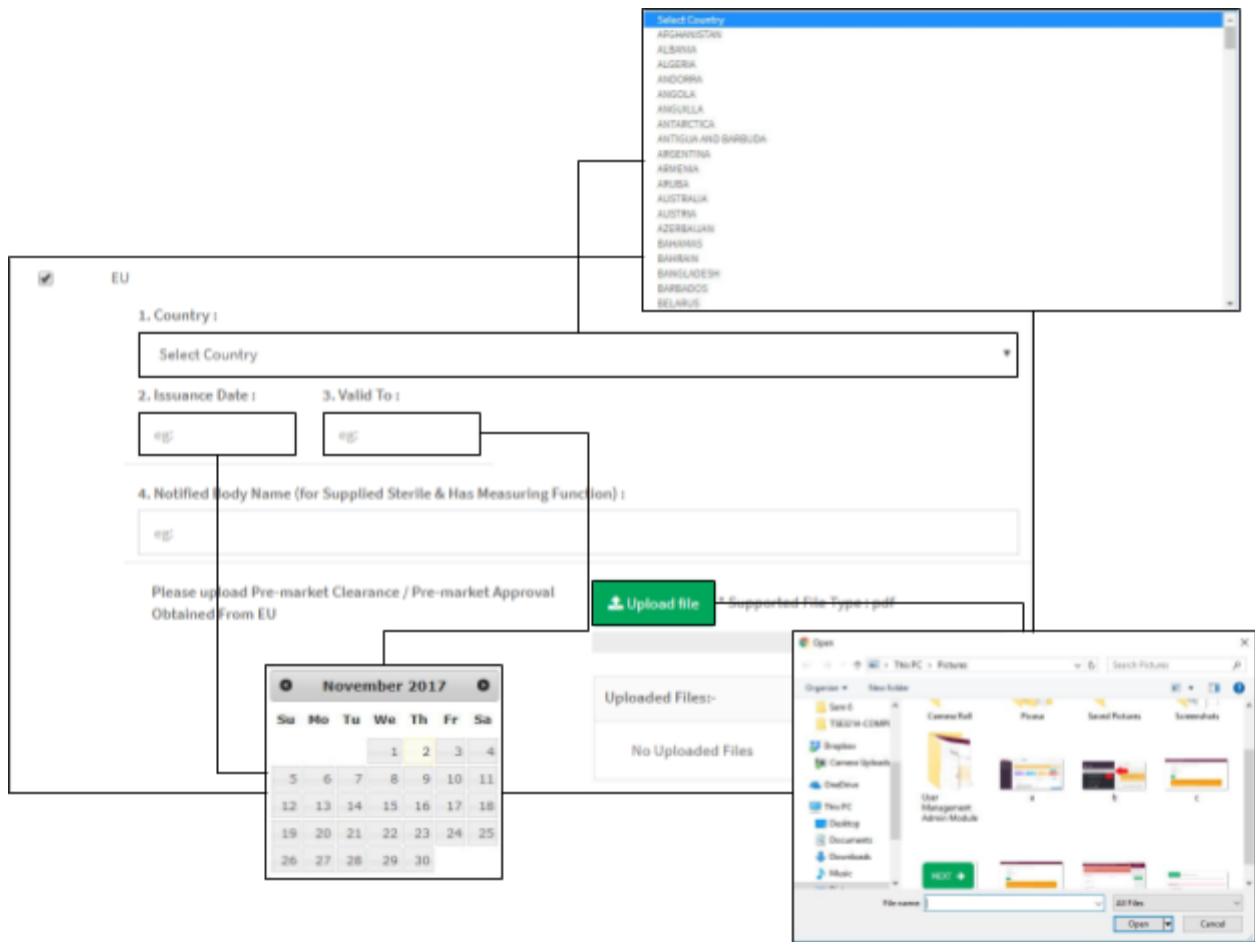 Select Country
AFGHANISTAN
ALBANIA
ALGERIA
ANDORRA
ANGOLA
ANGUILLA
ANTARCTICA
ANTIGUA AND BARBUDA
ARGENTINA
ARMENIA
ARUBA
AUSTRALIA
AUSTRIA
AZERBAIJAN
BAHAMAS
BAHRAIN
BANGLADESH
BARBADOS
BELARUS
EU
1. Country :
Select Country
2. Issuance Date : 3. Valid To :
eg: eg:
4. Notified Body Name (for Supplied Sterile & Has Measuring Function) :
eg:
Please upload Pre-market Clearance / Pre-market Approval
Obtained From EU
Upload file * Supported File Type : pdf
Uploaded Files:-
No Uploaded Files
November 2017
Su Mo Tu We Th Fr Sa
1 2 3 4
5 6 7 8 9 10 11
12 13 14 15 16 17 18
19 20 21 22 23 24 25
26 27 28 29 30
Open
This PC > Pictures Search Pictures
Organize New folder
Sem 6
Dropbox
Camera Uploads
OneDrive
This PC
Desktop
Documents
Downloads
Music
Camera Roll Picasa Saved Pictures Screenshots
User
Management
Admin Module
a b c
NEXT
File name: All Files
Open Cancel